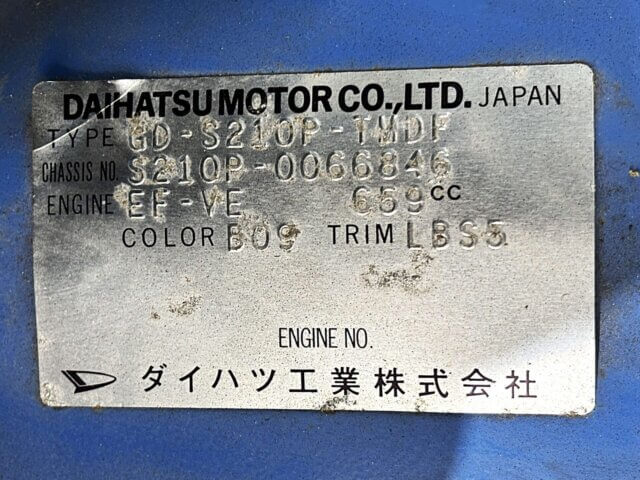 DAIHATSU MOTOR CO.,LTD. JAPAN
TYPE GD-S210P-TMDF
CHASSIS NO. S210P-0066846
ENGINE EF-VE 659CC
COLOR B09 TRIM LBS5
ENGINE NO.
ダイハツ工業株式会社